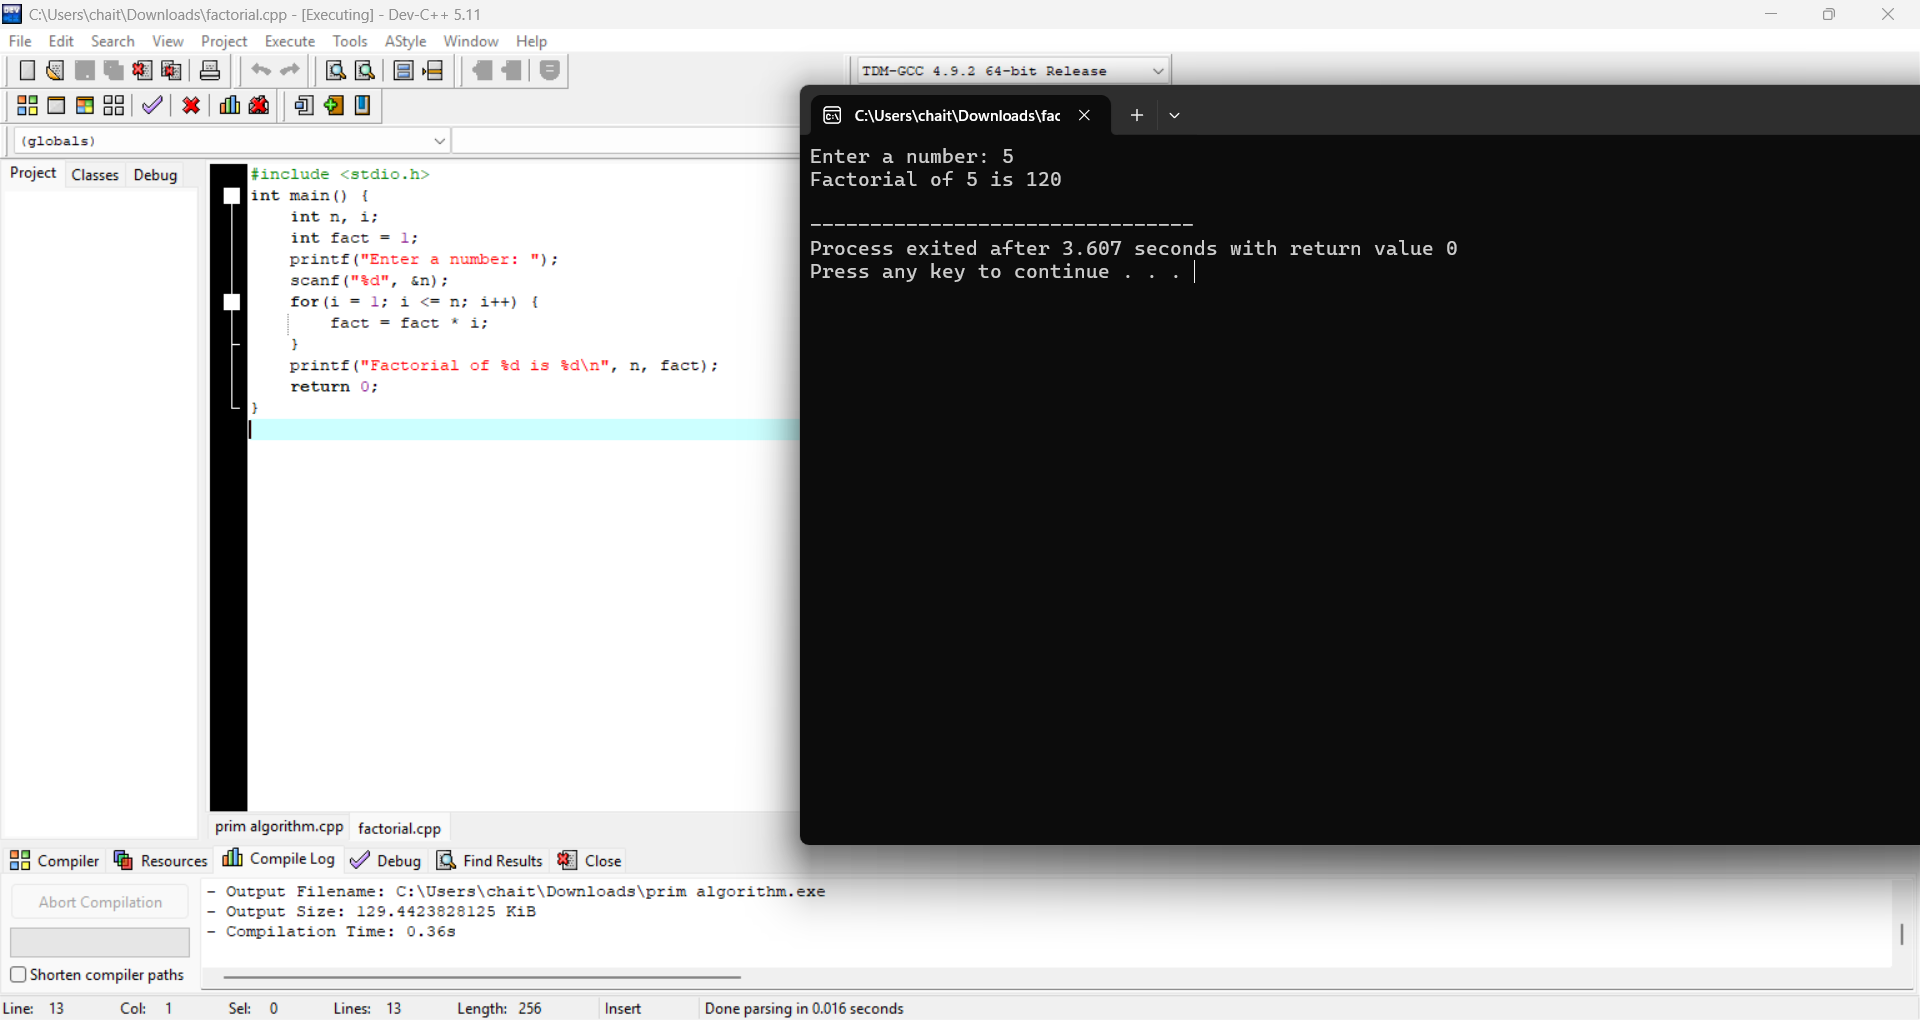 C:\Users\chait\Downloads\factorial.cpp - [Executing] - Dev-C++ 5.11
File Edit Search View Project Execute Tools AStyle Window Help
TDM-GCC 4.9.2 64-bit Release
(globals)
Project Classes Debug
#include <stdio.h>
int main() {
    int n, i;
    int fact = 1;
    printf("Enter a number: ");
    scanf("%d", &n);
    for(i = 1; i <= n; i++) {
        fact = fact * i;
    }
    printf("Factorial of %d is %d\n", n, fact);
    return 0;
}
C:\Users\chait\Downloads\fac
Enter a number: 5
Factorial of 5 is 120
--------------------------------
Process exited after 3.607 seconds with return value 0
Press any key to continue . . .
prim algorithm.cpp factorial.cpp
Compiler Resources Compile Log Debug Find Results Close
Abort Compilation
Shorten compiler paths
- Output Filename: C:\Users\chait\Downloads\prim algorithm.exe
- Output Size: 129.4423828125 KiB
- Compilation Time: 0.36s
Line: 13 Col: 1 Sel: 0 Lines: 13 Length: 256 Insert Done parsing in 0.016 seconds